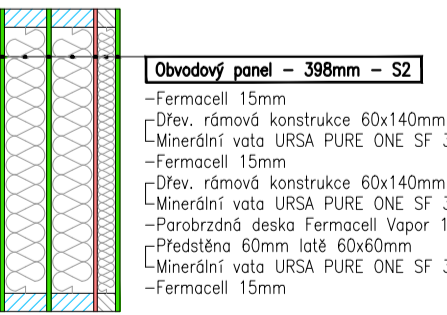 Obvodový panel - 398mm - S2
-Fermacell 15mm
Dřev. rámová konstrukce 60x140mm
Minerální vata URSA PURE ONE SF
-Fermacell 15mm
Dřev. rámová konstrukce 60x140mm
Minerální vata URSA PURE ONE SF
-Parobrzdná deska Fermacell Vapor
Předstěna 60mm latě 60x60mm
Minerální vata URSA PURE ONE SF
-Fermacell 15mm